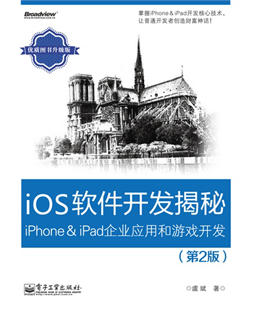 Broadview
掌握iPhone＆iPad开发核心技术，
让普通开发者创造财富神话！
优质图书升级版
iOS软件开发揭秘
iPhone＆iPad企业应用和游戏开发
（第2版）
虞斌 著
电子工业出版社